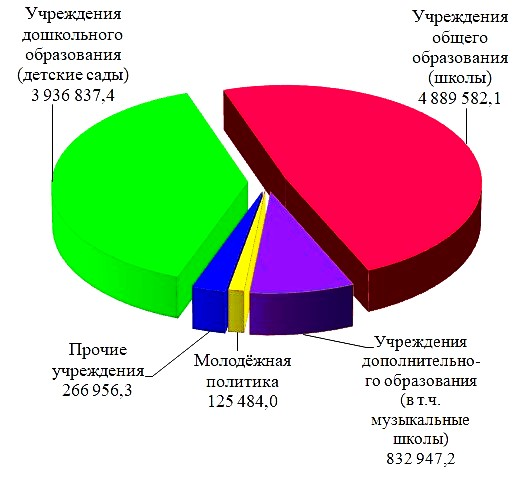 Учреждения
дошкольного
образования
(детские сады)
3 936 837,4
Учреждения
общего
образования
(школы)
4 889 582,1
Прочие
учреждения
266 956,3
Молодёжная
политика
125 484,0
Учреждения
дополнительно-
го образования
(в т.ч.
музыкальные
школы)
832 947,2